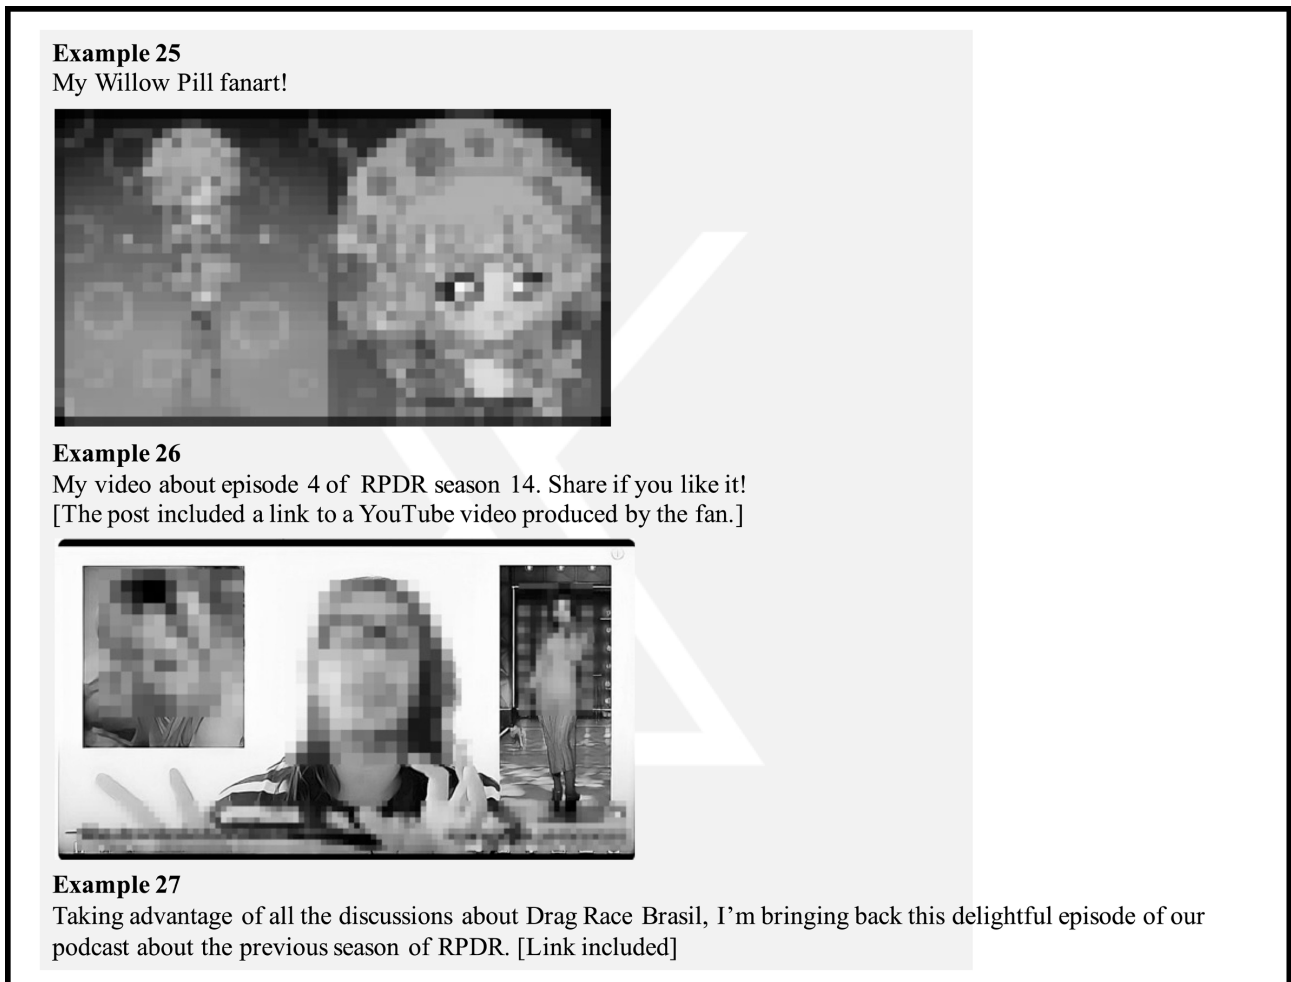 Example 25
My Willow Pill fanart!
Example 26
My video about episode 4 of RPDR season 14. Share if you like it!
[The post included a link to a YouTube video produced by the fan.]
Example 27
Taking advantage of all the discussions about Drag Race Brasil, I'm bringing back this delightful episode of our
podcast about the previous season of RPDR. [Link included]